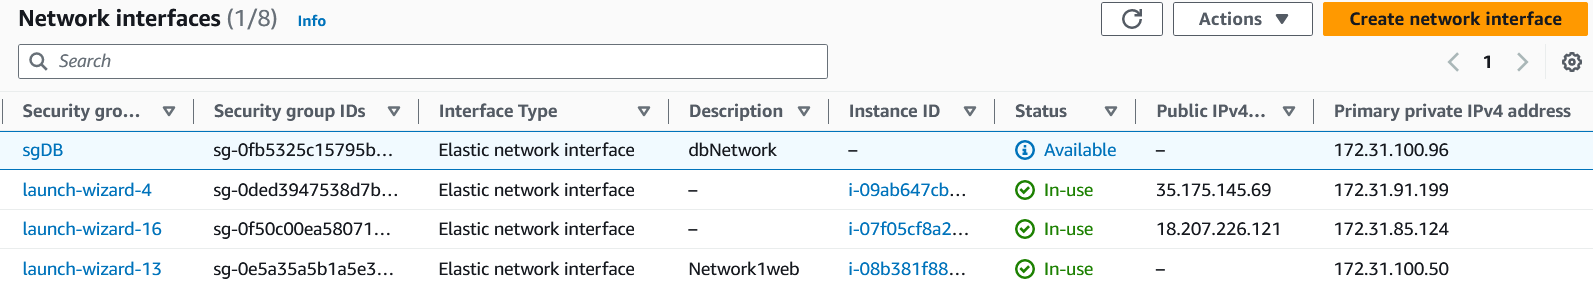 Network interfaces (1/8) Info Actions Create network interface
Search 1
Security gro... Security group IDs Interface Type Description Instance ID Status Public IPv4... Primary private IPv4 address
sgDB sg-0fb5325c15795b... Elastic network interface dbNetwork – Available – 172.31.100.96
launch-wizard-4 sg-0ded3947538d7b... Elastic network interface – i-09ab647cb... In-use 35.175.145.69 172.31.91.199
launch-wizard-16 sg-0f50c00ea58071... Elastic network interface – i-07f05cf8a2... In-use 18.207.226.121 172.31.85.124
launch-wizard-13 sg-0e5a35a5b1a5e3... Elastic network interface Network1web i-08b381f88... In-use – 172.31.100.50